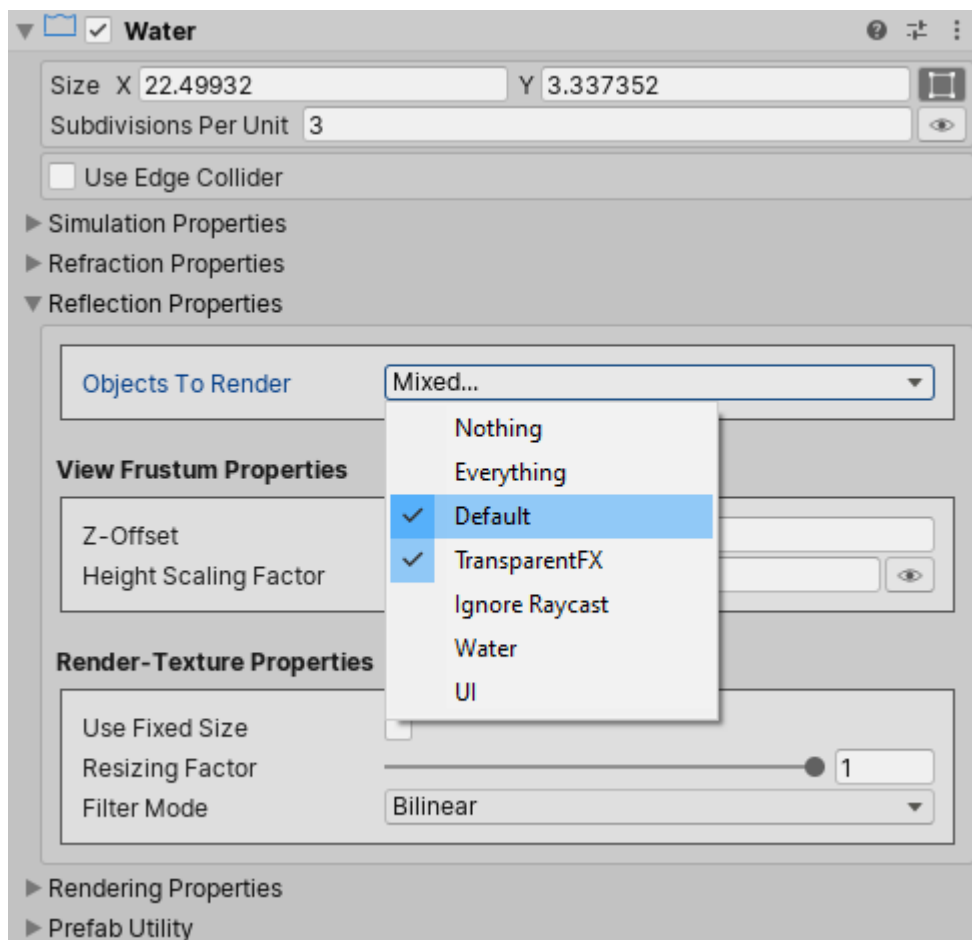 Water
Size X 22.49932 Y 3.337352
Subdivisions Per Unit 3
Use Edge Collider
Simulation Properties
Refraction Properties
Reflection Properties
Objects To Render Mixed...
Nothing
Everything
Default
TransparentFX
Ignore Raycast
Water
UI
View Frustum Properties
Z-Offset
Height Scaling Factor
Render-Texture Properties
Use Fixed Size
Resizing Factor 1
Filter Mode Bilinear
Rendering Properties
Prefab Utility